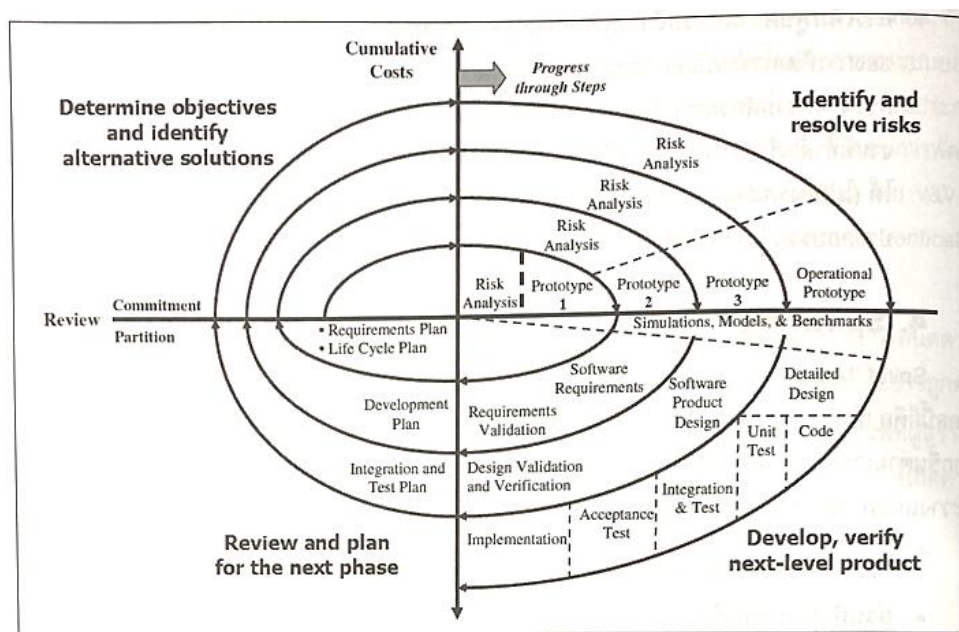 Cumulative
Costs
Progress
through Steps
Determine objectives
and identify
alternative solutions
Identify and
resolve risks
Risk
Analysis
Risk
Analysis
Risk
Analysis
Risk
Analysis
Prototype
1
Prototype
2
Prototype
3
Operational
Prototype
Review
Commitment
Partition
Simulations, Models, & Benchmarks
• Requirements Plan
• Life Cycle Plan
Software
Requirements
Software
Product
Design
Detailed
Design
Development
Plan
Requirements
Validation
Unit
Test
Code
Integration and
Test Plan
Design Validation
and Verification
Integration
& Test
Acceptance
Test
Implementation
Review and plan
for the next phase
Develop, verify
next-level product